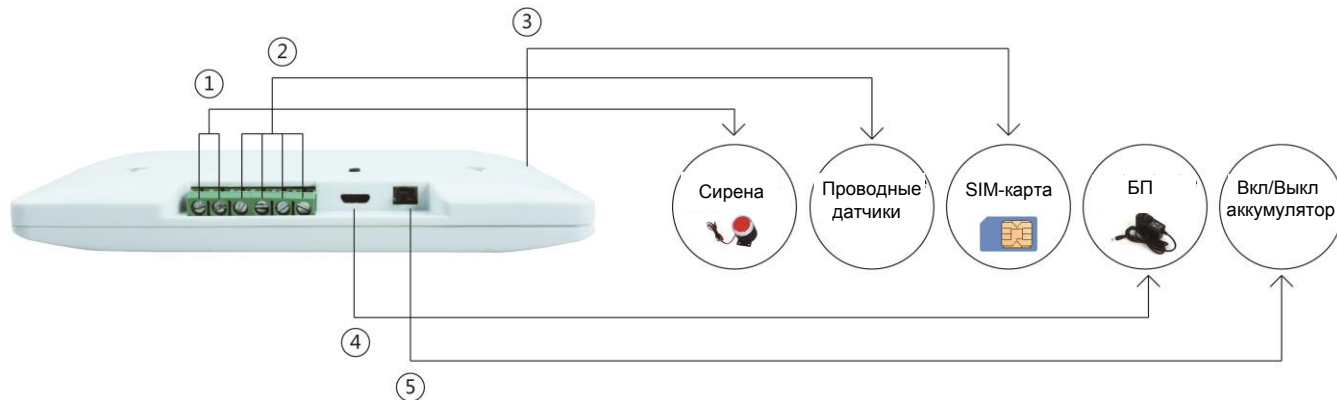 ③
②
①
Сирена
Проводные
датчики
SIM-карта
БП
Вкл/Выкл
аккумулятор
④
⑤